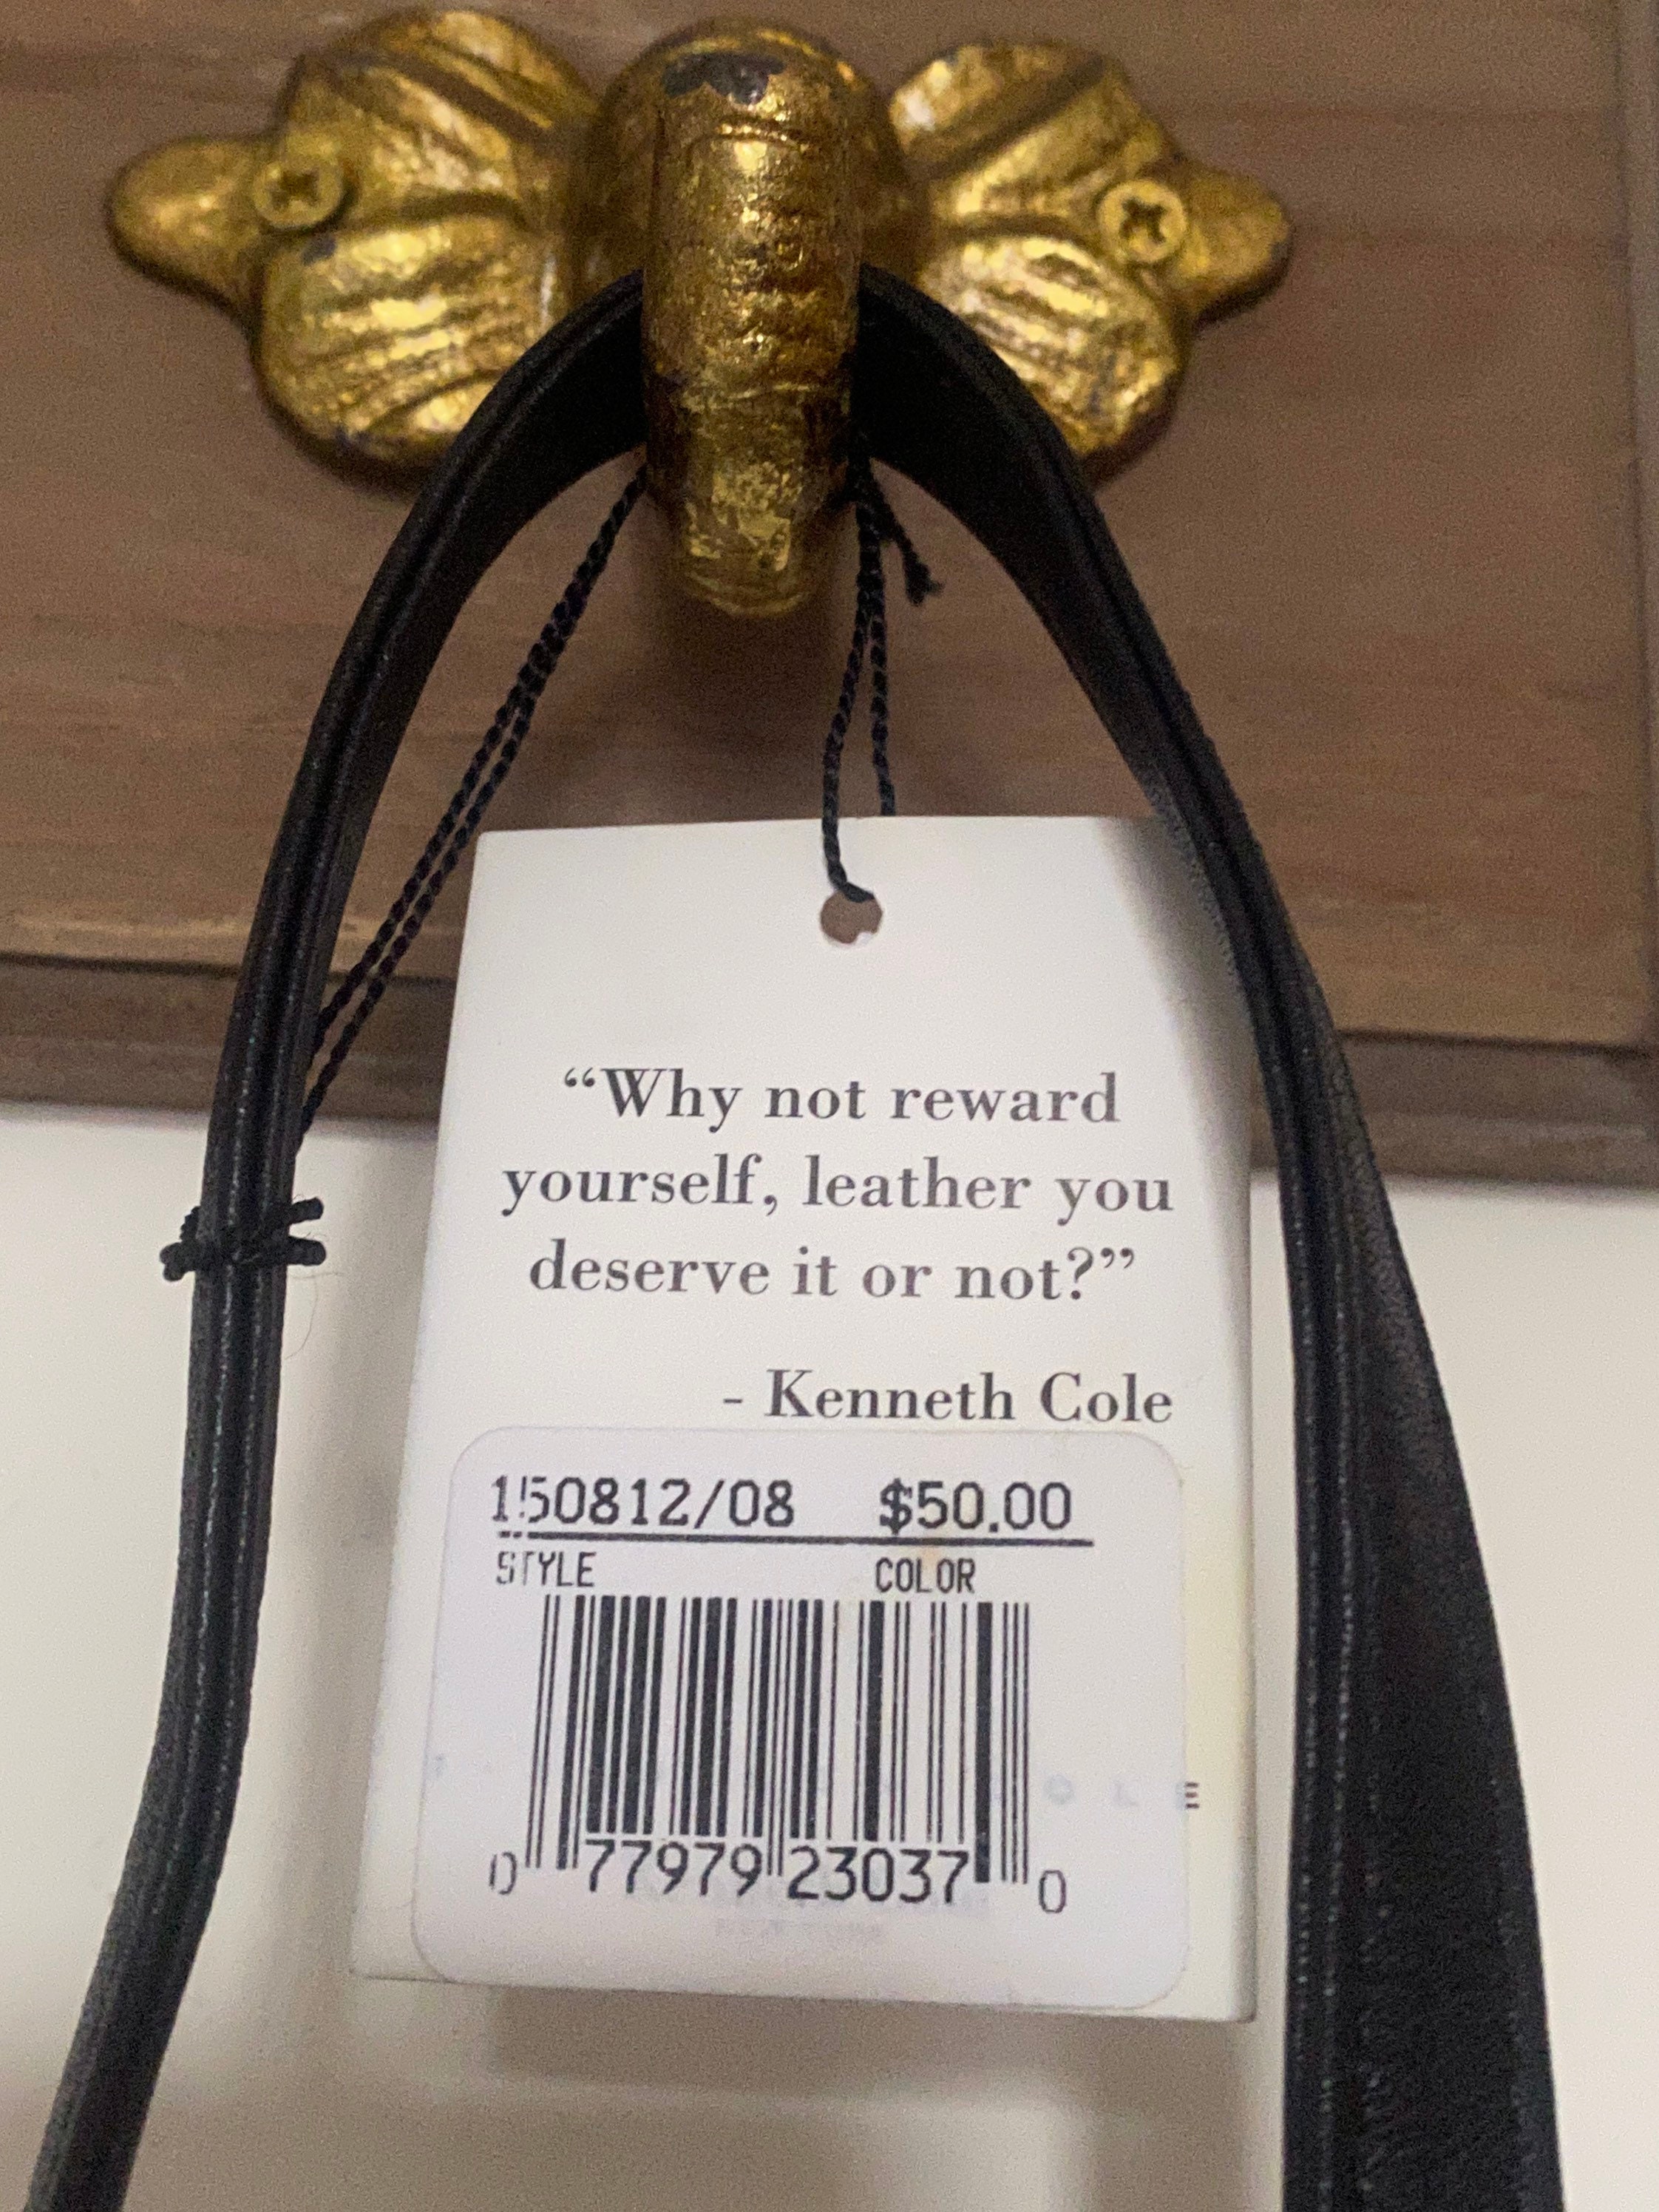 “Why not reward
yourself, leather you
deserve it or not?”
- Kenneth Cole
150812/08 $50.00
STYLE COLOR
O L E
0 77979 23037 0